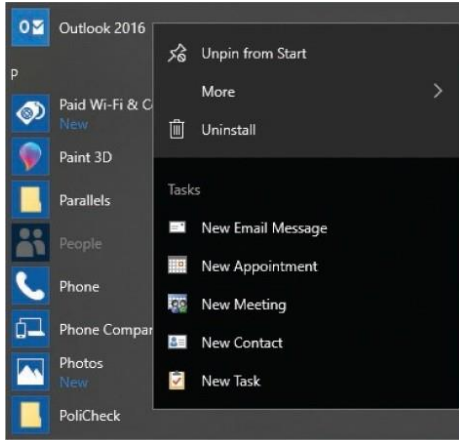 Outlook 2016
P
Paid Wi-Fi & C
New
Paint 3D
Parallels
People
Phone
Phone Compar
Photos
New
PoliCheck
Unpin from Start
More
Uninstall
Tasks
New Email Message
New Appointment
New Meeting
New Contact
New Task